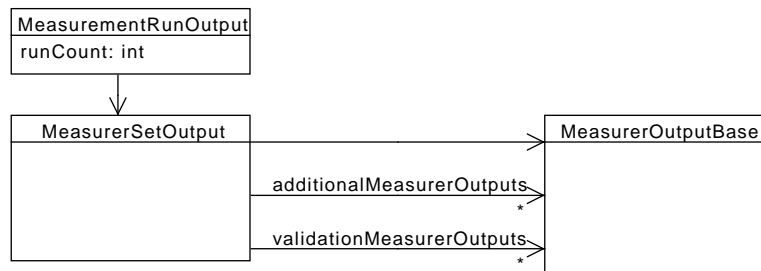 MeasurementRunOutput
runCount: int
MeasurerSetOutput
MeasurerOutputBase
additionalMeasurerOutputs
*
validationMeasurerOutputs
*